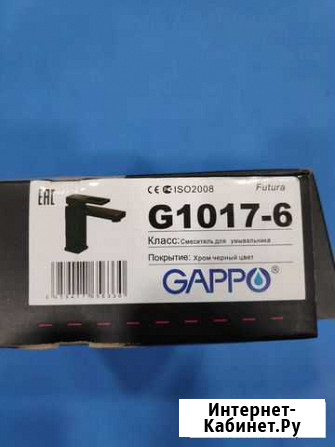 EAC
CE ISO2008 Futura
G1017-6
Класс: Смеситель для умывальника
Покрытие: Хром черный цвет
GAPPO®
Интернет-
Кабинет.Ру